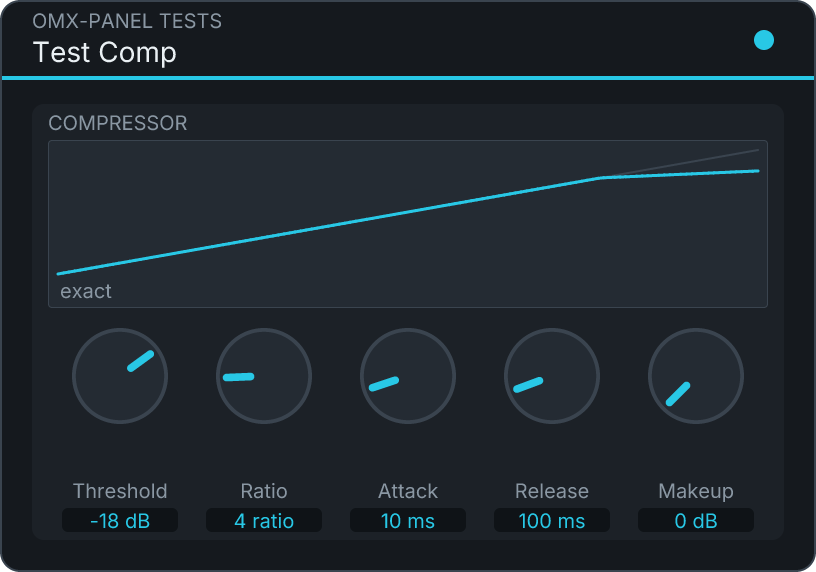 OMX-PANEL TESTS
Test Comp
COMPRESSOR
exact
Threshold Ratio Attack Release Makeup
-18 dB 4 ratio 10 ms 100 ms 0 dB